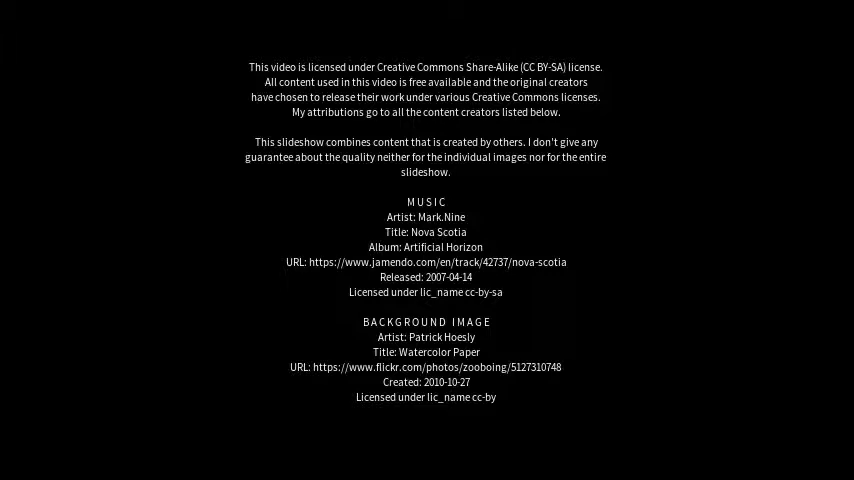 This video is licensed under Creative Commons Share-Alike (CC BY-SA) license.
All content used in this video is free available and the original creators
have chosen to release their work under various Creative Commons licenses.
My attributions go to all the content creators listed below.
This slideshow combines content that is created by others. I don't give any
guarantee about the quality neither for the individual images nor for the entire
slideshow.
MUSIC
Artist: Mark.Nine
Title: Nova Scotia
Album: Artificial Horizon
URL: https://www.jamendo.com/en/track/42737/nova-scotia
Released: 2007-04-14
Licensed under lic_name cc-by-sa
BACKGROUND IMAGE
Artist: Patrick Hoesly
Title: Watercolor Paper
URL: https://www.flickr.com/photos/zooboing/5127310748
Created: 2010-10-27
Licensed under lic_name cc-by